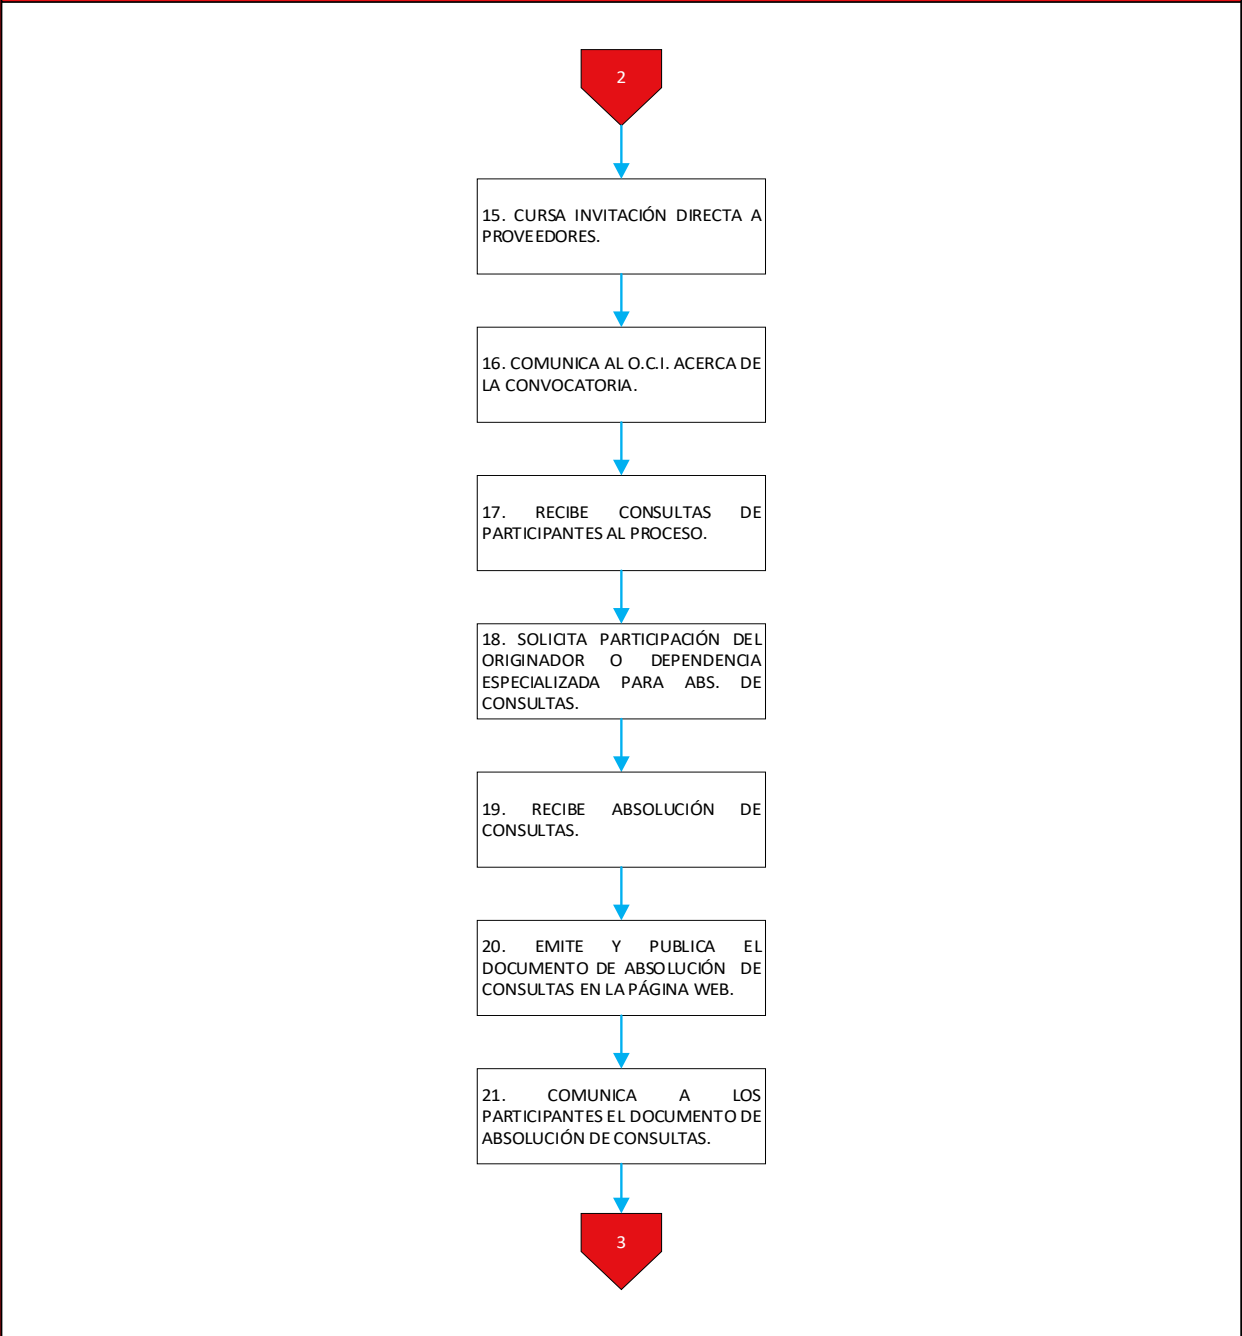 2
15. CURSA INVITACIÓN DIRECTA A
PROVEEDORES.
16. COMUNICA AL O.C.I. ACERCA DE
LA CONVOCATORIA.
17. RECIBE CONSULTAS DE
PARTICIPANTES AL PROCESO.
18. SOLICITA PARTICIPACIÓN DEL
ORIGINADOR O DEPENDENCIA
ESPECIALIZADA PARA ABS. DE
CONSULTAS.
19. RECIBE ABSOLUCIÓN DE
CONSULTAS.
20. EMITE Y PUBLICA EL
DOCUMENTO DE ABSOLUCIÓN DE
CONSULTAS EN LA PÁGINA WEB.
21. COMUNICA A LOS
PARTICIPANTES EL DOCUMENTO DE
ABSOLUCIÓN DE CONSULTAS.
3